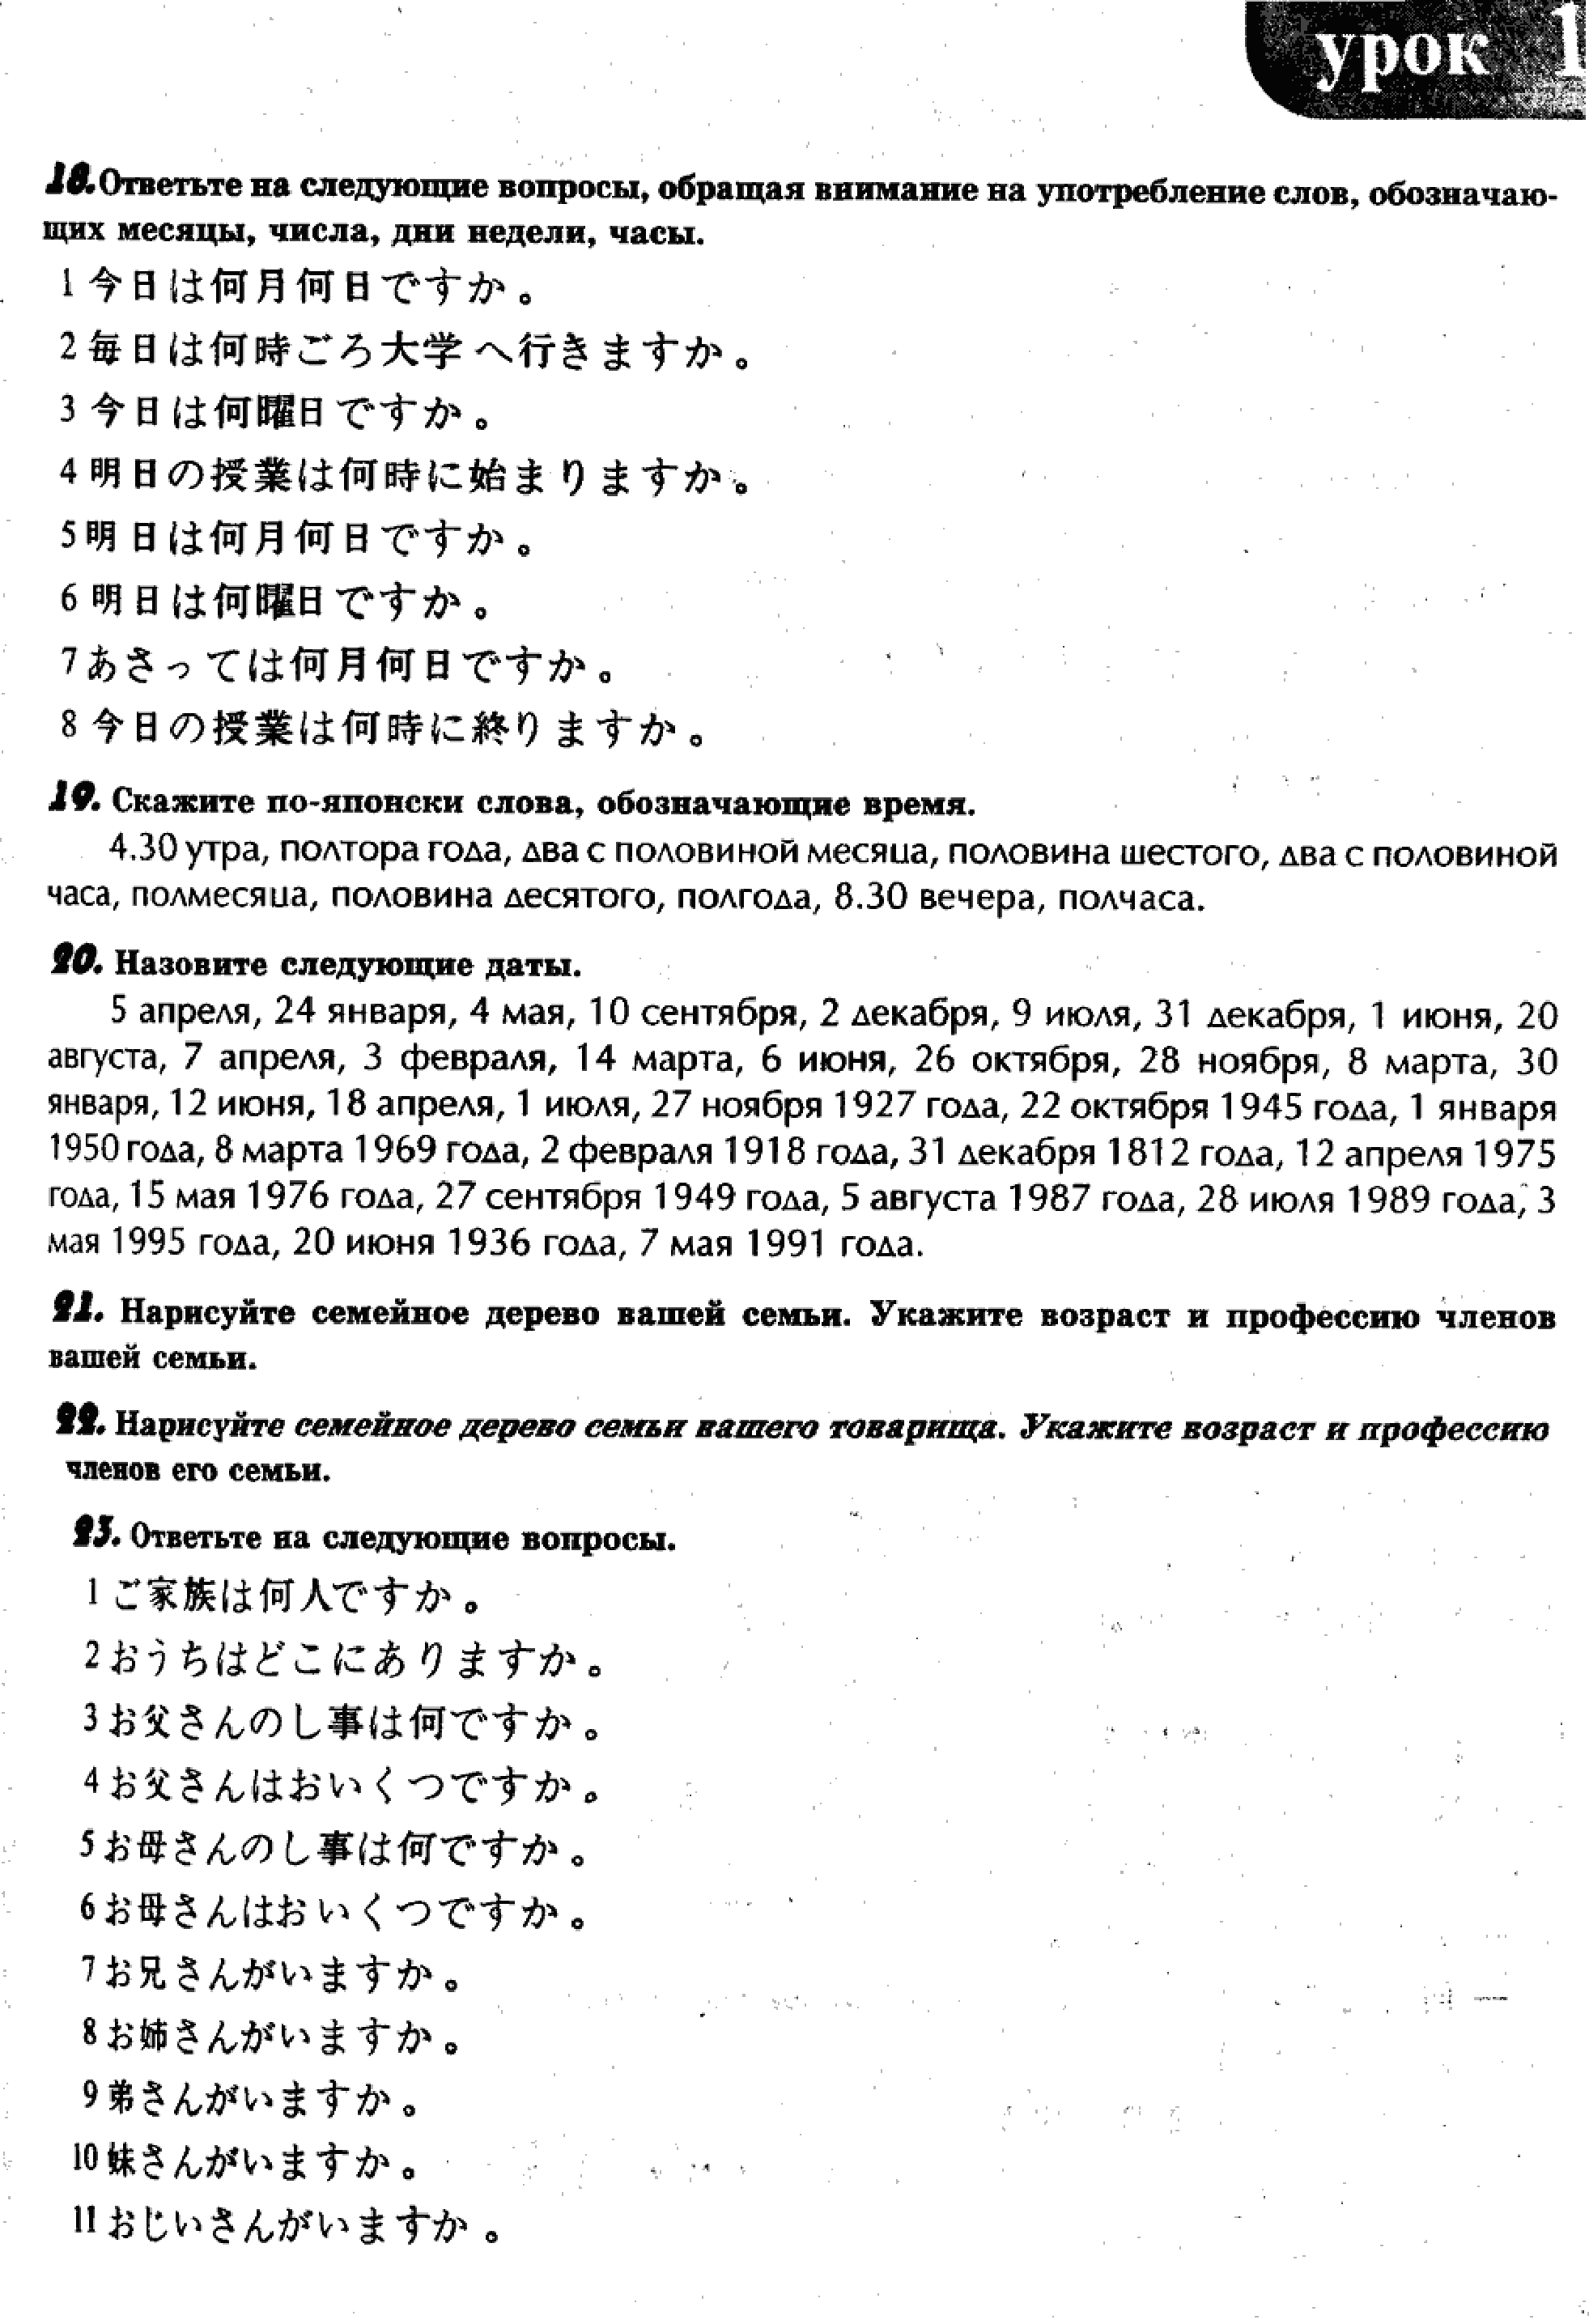 урок 1
18. Ответьте на следующие вопросы, обращая внимание на употребление слов, обозначаю-
щих месяцы, числа, дни недели, часы.
1 今日は何月何日ですか。
2 毎日は何時ごろ大学へ行きますか。
3 今日は何曜日ですか。
4 明日の授業は何時に始まりますか。
5 明日は何月何日ですか。
6 明日は何曜日ですか。
7 あさっては何月何日ですか。
8 今日の授業は何時に終りますか。
19. Скажите по-японски слова, обозначающие время.
4.30 утра, полтора года, два с половиной месяца, половина шестого, два с половиной
часа, полмесяца, половина десятого, полгода, 8.30 вечера, полчаса.
20. Назовите следующие даты.
5 апреля, 24 января, 4 мая, 10 сентября, 2 декабря, 9 июля, 31 декабря, 1 июня, 20
августа, 7 апреля, 3 февраля, 14 марта, 6 июня, 26 октября, 28 ноября, 8 марта, 30
января, 12 июня, 18 апреля, 1 июля, 27 ноября 1927 года, 22 октября 1945 года, 1 января
1950 года, 8 марта 1969 года, 2 февраля 1918 года, 31 декабря 1812 года, 12 апреля 1975
года, 15 мая 1976 года, 27 сентября 1949 года, 5 августа 1987 года, 28 июля 1989 года, 3
мая 1995 года, 20 июня 1936 года, 7 мая 1991 года.
21. Нарисуйте семейное дерево вашей семьи. Укажите возраст и профессию членов
вашей семьи.
22. Нарисуйте семейное дерево семьи вашего товарища. Укажите возраст и профессию
членов его семьи.
23. Ответьте на следующие вопросы.
1 ご家族は何人ですか。
2 おうちはどこにありますか。
3 お父さんのし事は何ですか。
4 お父さんはおいくつですか。
5 お母さんのし事は何ですか。
6 お母さんはおいくつですか。
7 お兄さんがいますか。
8 お姉さんがいますか。
9 弟さんがいますか。
10 妹さんがいますか。
11 おじいさんがいますか。